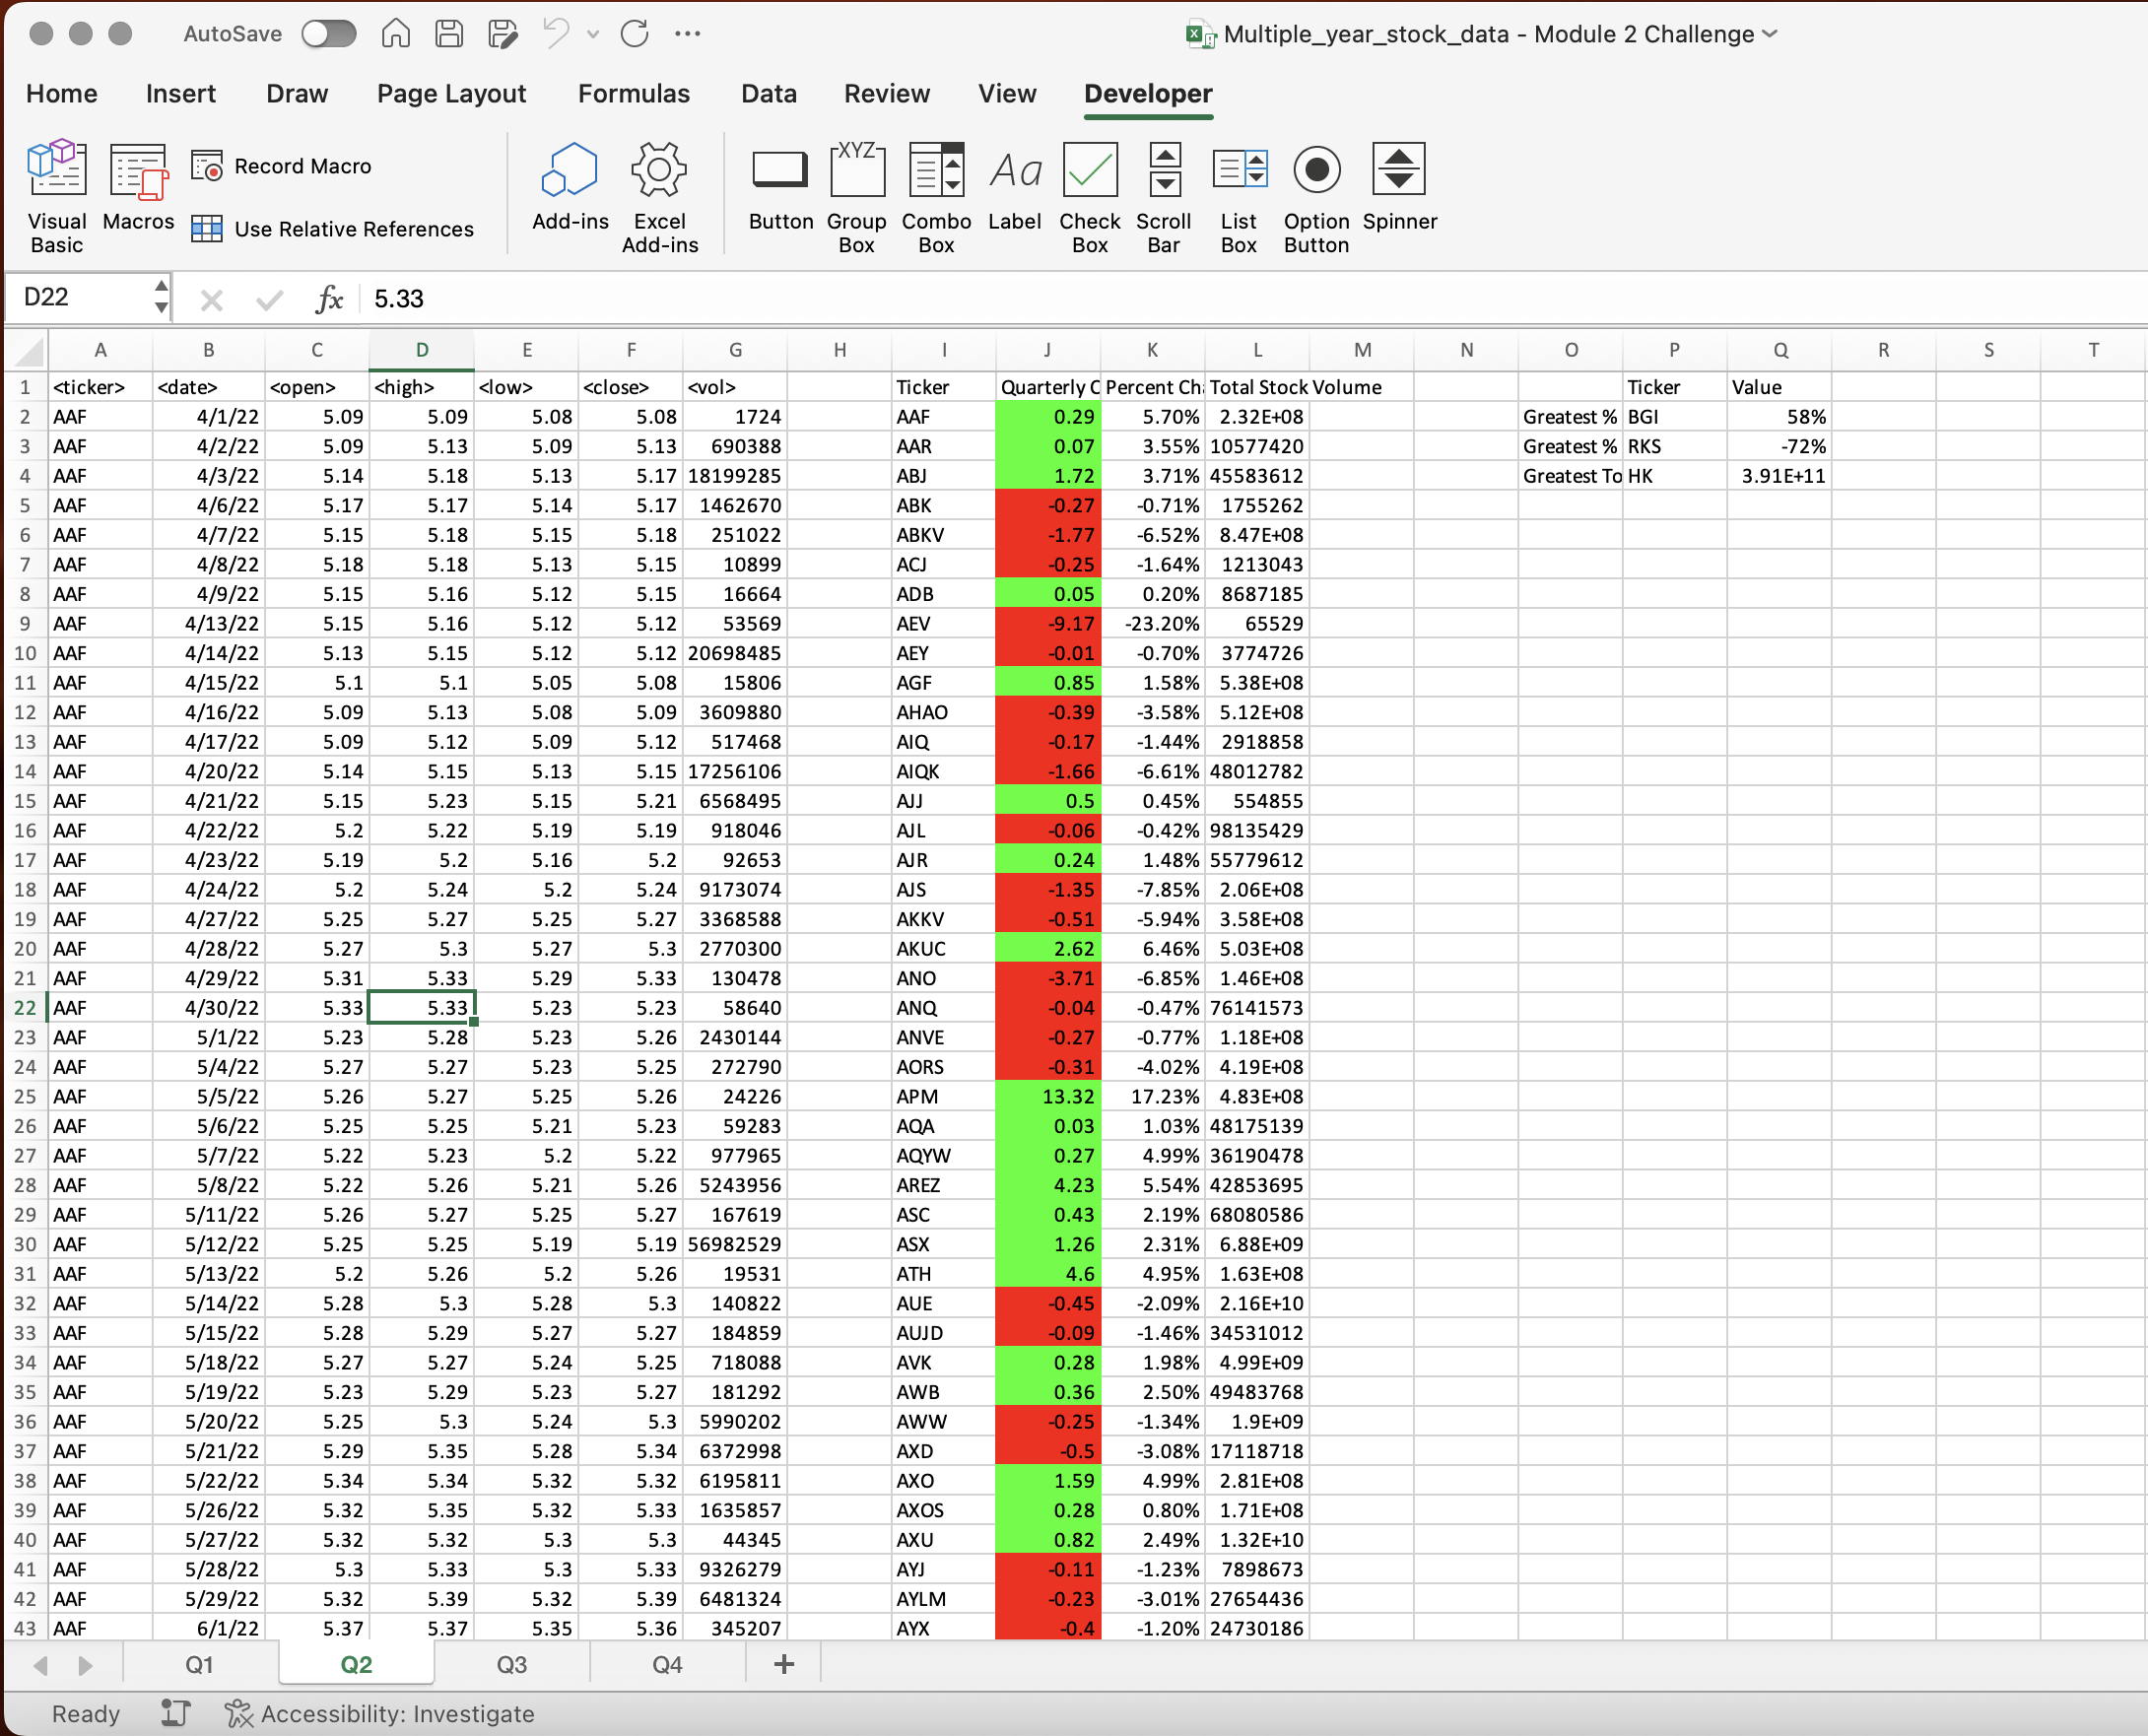 AutoSave Multiple_year_stock_data - Module 2 Challenge
Home Insert Draw Page Layout Formulas Data Review View Developer
Record Macro
Use Relative References
Visual Basic Macros Add-ins Excel Add-ins Button Group Box Combo Box Label Check Box Scroll Bar List Box Option Button Spinner
XYZ Aa
D22 fx 5.33
A B C D E F G H I J K L M N O P Q R S T
1 <ticker> <date> <open> <high> <low> <close> <vol> Ticker Quarterly C Percent Cha Total Stock Volume Ticker Value
2 AAF 4/1/22 5.09 5.09 5.08 5.08 1724 AAF 0.29 5.70% 2.32E+08 Greatest % BGI 58%
3 AAF 4/2/22 5.09 5.13 5.09 5.13 690388 AAR 0.07 3.55% 10577420 Greatest % RKS -72%
4 AAF 4/3/22 5.14 5.18 5.13 5.17 18199285 ABJ 1.72 3.71% 45583612 Greatest To HK 3.91E+11
5 AAF 4/6/22 5.17 5.17 5.14 5.17 1462670 ABK -0.27 -0.71% 1755262
6 AAF 4/7/22 5.15 5.18 5.15 5.18 251022 ABKV -1.77 -6.52% 8.47E+08
7 AAF 4/8/22 5.18 5.18 5.13 5.15 10899 ACJ -0.25 -1.64% 1213043
8 AAF 4/9/22 5.15 5.16 5.12 5.15 16664 ADB 0.05 0.20% 8687185
9 AAF 4/13/22 5.15 5.16 5.12 5.12 53569 AEV -9.17 -23.20% 65529
10 AAF 4/14/22 5.13 5.15 5.12 5.12 20698485 AEY -0.01 -0.70% 3774726
11 AAF 4/15/22 5.1 5.1 5.05 5.08 15806 AGF 0.85 1.58% 5.38E+08
12 AAF 4/16/22 5.09 5.13 5.08 5.09 3609880 AHAO -0.39 -3.58% 5.12E+08
13 AAF 4/17/22 5.09 5.12 5.09 5.12 517468 AIQ -0.17 -1.44% 2918858
14 AAF 4/20/22 5.14 5.15 5.13 5.15 17256106 AIQK -1.66 -6.61% 48012782
15 AAF 4/21/22 5.15 5.23 5.15 5.21 6568495 AJJ 0.5 0.45% 554855
16 AAF 4/22/22 5.2 5.22 5.19 5.19 918046 AJL -0.06 -0.42% 98135429
17 AAF 4/23/22 5.19 5.2 5.16 5.2 92653 AJR 0.24 1.48% 55779612
18 AAF 4/24/22 5.2 5.24 5.2 5.24 9173074 AJS -1.35 -7.85% 2.06E+08
19 AAF 4/27/22 5.25 5.27 5.25 5.27 3368588 AKKV -0.51 -5.94% 3.58E+08
20 AAF 4/28/22 5.27 5.3 5.27 5.3 2770300 AKUC 2.62 6.46% 5.03E+08
21 AAF 4/29/22 5.31 5.33 5.29 5.33 130478 ANO -3.71 -6.85% 1.46E+08
22 AAF 4/30/22 5.33 5.33 5.23 5.23 58640 ANQ -0.04 -0.47% 76141573
23 AAF 5/1/22 5.23 5.28 5.23 5.26 2430144 ANVE -0.27 -0.77% 1.18E+08
24 AAF 5/4/22 5.27 5.27 5.23 5.25 272790 AORS -0.31 -4.02% 4.19E+08
25 AAF 5/5/22 5.26 5.27 5.25 5.26 24226 APM 13.32 17.23% 4.83E+08
26 AAF 5/6/22 5.25 5.25 5.21 5.23 59283 AQA 0.03 1.03% 48175139
27 AAF 5/7/22 5.22 5.23 5.2 5.22 977965 AQYW 0.27 4.99% 36190478
28 AAF 5/8/22 5.22 5.26 5.21 5.26 5243956 AREZ 4.23 5.54% 42853695
29 AAF 5/11/22 5.26 5.27 5.25 5.27 167619 ASC 0.43 2.19% 68080586
30 AAF 5/12/22 5.25 5.25 5.19 5.19 56982529 ASX 1.26 2.31% 6.88E+09
31 AAF 5/13/22 5.2 5.26 5.2 5.26 19531 ATH 4.6 4.95% 1.63E+08
32 AAF 5/14/22 5.28 5.3 5.28 5.3 140822 AUE -0.45 -2.09% 2.16E+10
33 AAF 5/15/22 5.28 5.29 5.27 5.27 184859 AUJD -0.09 -1.46% 34531012
34 AAF 5/18/22 5.27 5.27 5.24 5.25 718088 AVK 0.28 1.98% 4.99E+09
35 AAF 5/19/22 5.23 5.29 5.23 5.27 181292 AWB 0.36 2.50% 49483768
36 AAF 5/20/22 5.25 5.3 5.24 5.3 5990202 AWW -0.25 -1.34% 1.9E+09
37 AAF 5/21/22 5.29 5.35 5.28 5.34 6372998 AXD -0.5 -3.08% 17118718
38 AAF 5/22/22 5.34 5.34 5.32 5.32 6195811 AXO 1.59 4.99% 2.81E+08
39 AAF 5/26/22 5.32 5.35 5.32 5.33 1635857 AXOS 0.28 0.80% 1.71E+08
40 AAF 5/27/22 5.32 5.32 5.3 5.3 44345 AXU 0.82 2.49% 1.32E+10
41 AAF 5/28/22 5.3 5.33 5.3 5.33 9326279 AYJ -0.11 -1.23% 7898673
42 AAF 5/29/22 5.32 5.39 5.32 5.39 6481324 AYLM -0.23 -3.01% 27654436
43 AAF 6/1/22 5.37 5.37 5.35 5.36 345207 AYX -0.4 -1.20% 24730186
Q1 Q2 Q3 Q4 +
Ready Accessibility: Investigate